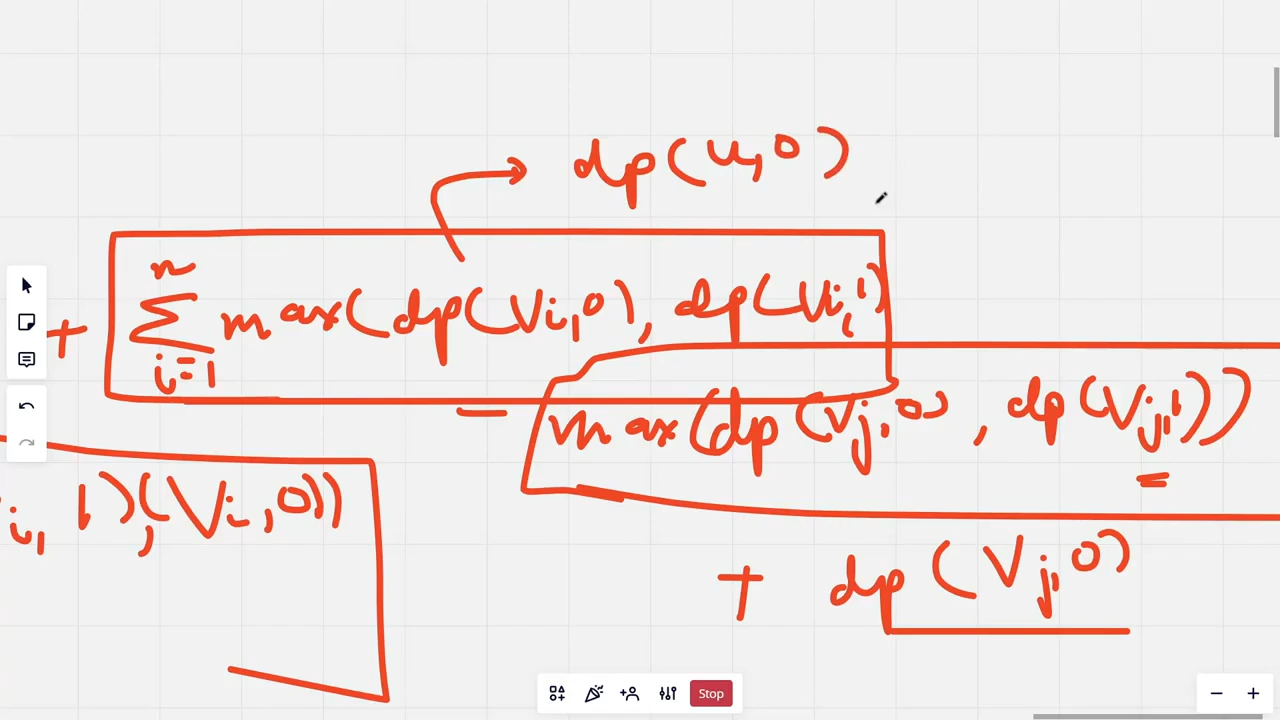 → dp(u,0)
n
+ Σ max(dp(Vi,0), dp(Vi,1)
i=1
− max(dp(Vj,0), dp(Vj,1))
i, 1)(Vi,0))
+ dp(Vj,0)
Stop